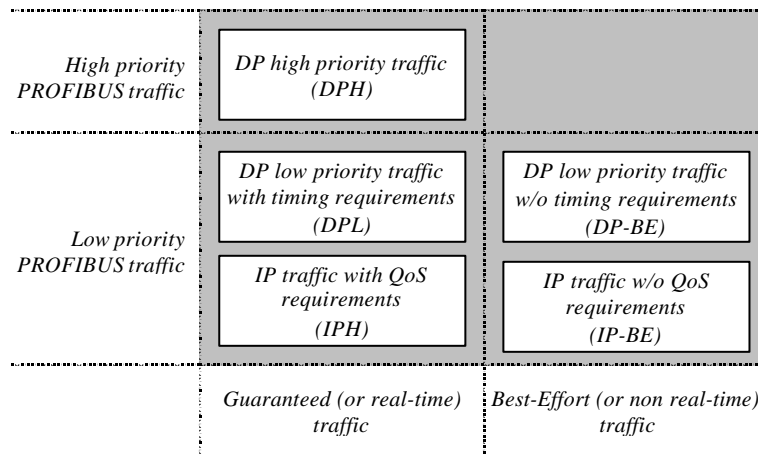 High priority
PROFIBUS traffic
DP high priority traffic
(DPH)
Low priority
PROFIBUS traffic
DP low priority traffic
with timing requirements
(DPL)
DP low priority traffic
w/o timing requirements
(DP-BE)
IP traffic with QoS
requirements
(IPH)
IP traffic w/o QoS
requirements
(IP-BE)
Guaranteed (or real-time)
traffic
Best-Effort (or non real-time)
traffic